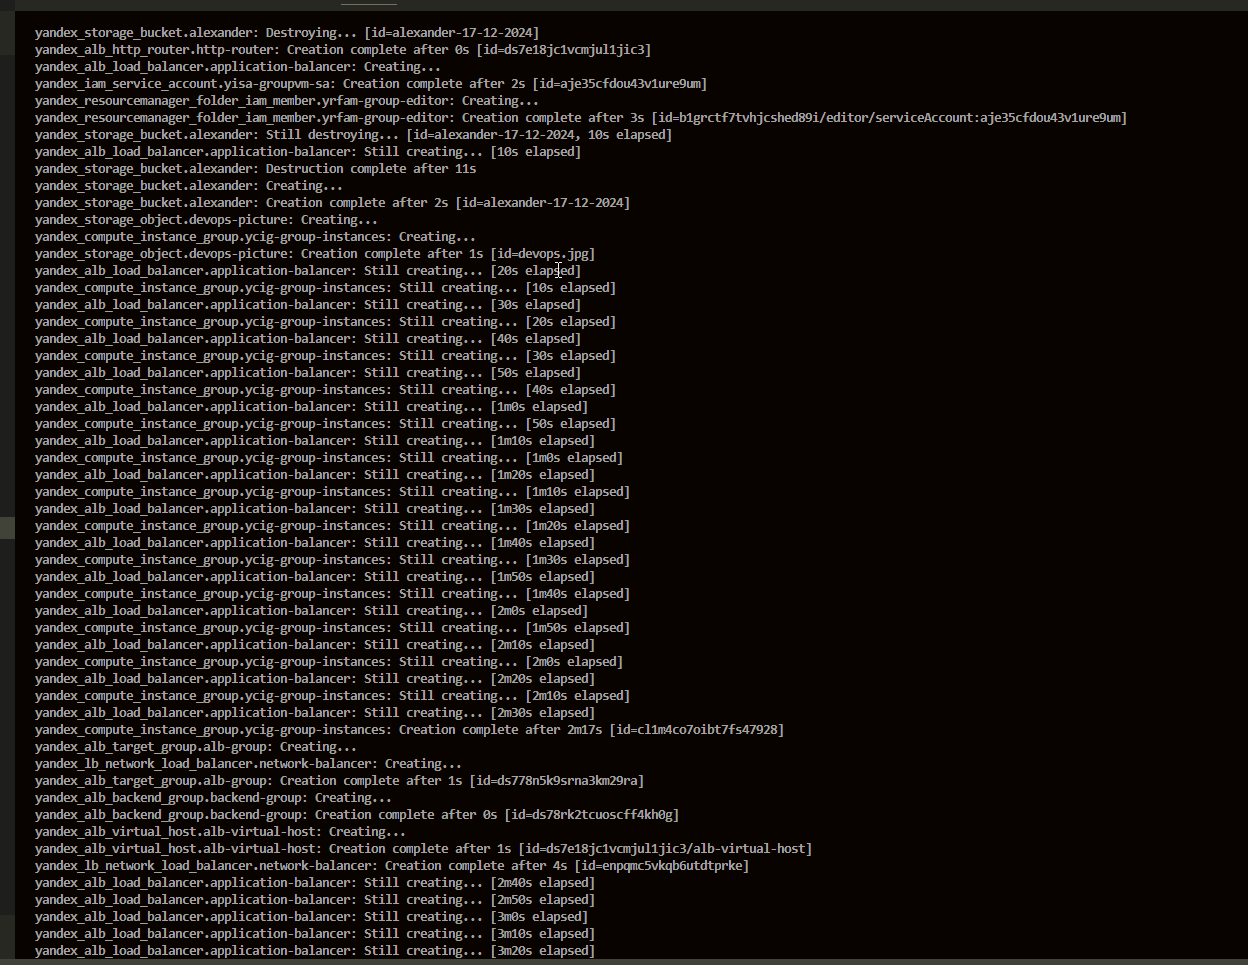 yandex_storage_bucket.alexander: Destroying... [id=alexander-17-12-2024]
yandex_alb_http_router.http-router: Creation complete after 0s [id=ds7e18jc1vcmjul1jic3]
yandex_alb_load_balancer.application-balancer: Creating...
yandex_iam_service_account.yisa-groupvm-sa: Creation complete after 2s [id=aje35cfdou43v1ure9um]
yandex_resourcemanager_folder_iam_member.yrfam-group-editor: Creating...
yandex_resourcemanager_folder_iam_member.yrfam-group-editor: Creation complete after 3s [id=b1grctf7tvhjcshed89i/editor/serviceAccount:aje35cfdou43v1ure9um]
yandex_storage_bucket.alexander: Still destroying... [id=alexander-17-12-2024, 10s elapsed]
yandex_alb_load_balancer.application-balancer: Still creating... [10s elapsed]
yandex_storage_bucket.alexander: Destruction complete after 11s
yandex_storage_bucket.alexander: Creating...
yandex_storage_bucket.alexander: Creation complete after 2s [id=alexander-17-12-2024]
yandex_storage_object.devops-picture: Creating...
yandex_compute_instance_group.ycig-group-instances: Creating...
yandex_storage_object.devops-picture: Creation complete after 1s [id=devops.jpg]
yandex_alb_load_balancer.application-balancer: Still creating... [20s elapsed]
yandex_compute_instance_group.ycig-group-instances: Still creating... [10s elapsed]
yandex_alb_load_balancer.application-balancer: Still creating... [30s elapsed]
yandex_compute_instance_group.ycig-group-instances: Still creating... [20s elapsed]
yandex_alb_load_balancer.application-balancer: Still creating... [40s elapsed]
yandex_compute_instance_group.ycig-group-instances: Still creating... [30s elapsed]
yandex_alb_load_balancer.application-balancer: Still creating... [50s elapsed]
yandex_compute_instance_group.ycig-group-instances: Still creating... [40s elapsed]
yandex_alb_load_balancer.application-balancer: Still creating... [1m0s elapsed]
yandex_compute_instance_group.ycig-group-instances: Still creating... [50s elapsed]
yandex_alb_load_balancer.application-balancer: Still creating... [1m10s elapsed]
yandex_compute_instance_group.ycig-group-instances: Still creating... [1m0s elapsed]
yandex_alb_load_balancer.application-balancer: Still creating... [1m20s elapsed]
yandex_compute_instance_group.ycig-group-instances: Still creating... [1m10s elapsed]
yandex_alb_load_balancer.application-balancer: Still creating... [1m30s elapsed]
yandex_compute_instance_group.ycig-group-instances: Still creating... [1m20s elapsed]
yandex_alb_load_balancer.application-balancer: Still creating... [1m40s elapsed]
yandex_compute_instance_group.ycig-group-instances: Still creating... [1m30s elapsed]
yandex_alb_load_balancer.application-balancer: Still creating... [1m50s elapsed]
yandex_compute_instance_group.ycig-group-instances: Still creating... [1m40s elapsed]
yandex_alb_load_balancer.application-balancer: Still creating... [2m0s elapsed]
yandex_compute_instance_group.ycig-group-instances: Still creating... [1m50s elapsed]
yandex_alb_load_balancer.application-balancer: Still creating... [2m10s elapsed]
yandex_compute_instance_group.ycig-group-instances: Still creating... [2m0s elapsed]
yandex_alb_load_balancer.application-balancer: Still creating... [2m20s elapsed]
yandex_compute_instance_group.ycig-group-instances: Still creating... [2m10s elapsed]
yandex_alb_load_balancer.application-balancer: Still creating... [2m30s elapsed]
yandex_compute_instance_group.ycig-group-instances: Creation complete after 2m17s [id=cl1m4co7oibt7fs47928]
yandex_alb_target_group.alb-group: Creating...
yandex_lb_network_load_balancer.network-balancer: Creating...
yandex_alb_target_group.alb-group: Creation complete after 1s [id=ds778n5k9srna3km29ra]
yandex_alb_backend_group.backend-group: Creating...
yandex_alb_backend_group.backend-group: Creation complete after 0s [id=ds78rk2tcuoscff4kh0g]
yandex_alb_virtual_host.alb-virtual-host: Creating...
yandex_alb_virtual_host.alb-virtual-host: Creation complete after 1s [id=ds7e18jc1vcmjul1jic3/alb-virtual-host]
yandex_lb_network_load_balancer.network-balancer: Creation complete after 4s [id=enpqmc5vkqb6utdtprke]
yandex_alb_load_balancer.application-balancer: Still creating... [2m40s elapsed]
yandex_alb_load_balancer.application-balancer: Still creating... [2m50s elapsed]
yandex_alb_load_balancer.application-balancer: Still creating... [3m0s elapsed]
yandex_alb_load_balancer.application-balancer: Still creating... [3m10s elapsed]
yandex_alb_load_balancer.application-balancer: Still creating... [3m20s elapsed]